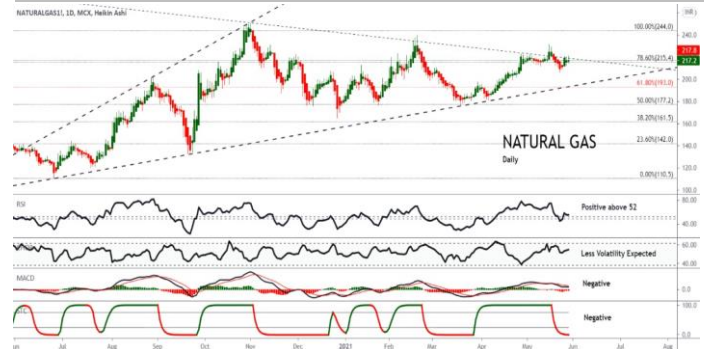 NATURALGAS1!, 1D, MCX, Heikin Ashi
INR
240.0
217.8
217.2
200.0
180.0
160.0
140.0
120.0
100.0
100.00%(244.0)
78.60%(215.4)
61.80%(193.0)
50.00%(177.2)
38.20%(161.5)
23.60%(142.0)
0.00%(110.5)
NATURAL GAS
Daily
RSI
Positive above 52
80.00
40.00
Less Volatility Expected
60.00
40.00
MACD
Negative
0.0
STC
Negative
100.0
0.0
Jul
Aug
Sep
Oct
Nov
Dec
2021
Feb
Mar
Apr
May
Jun
Jul
Aug